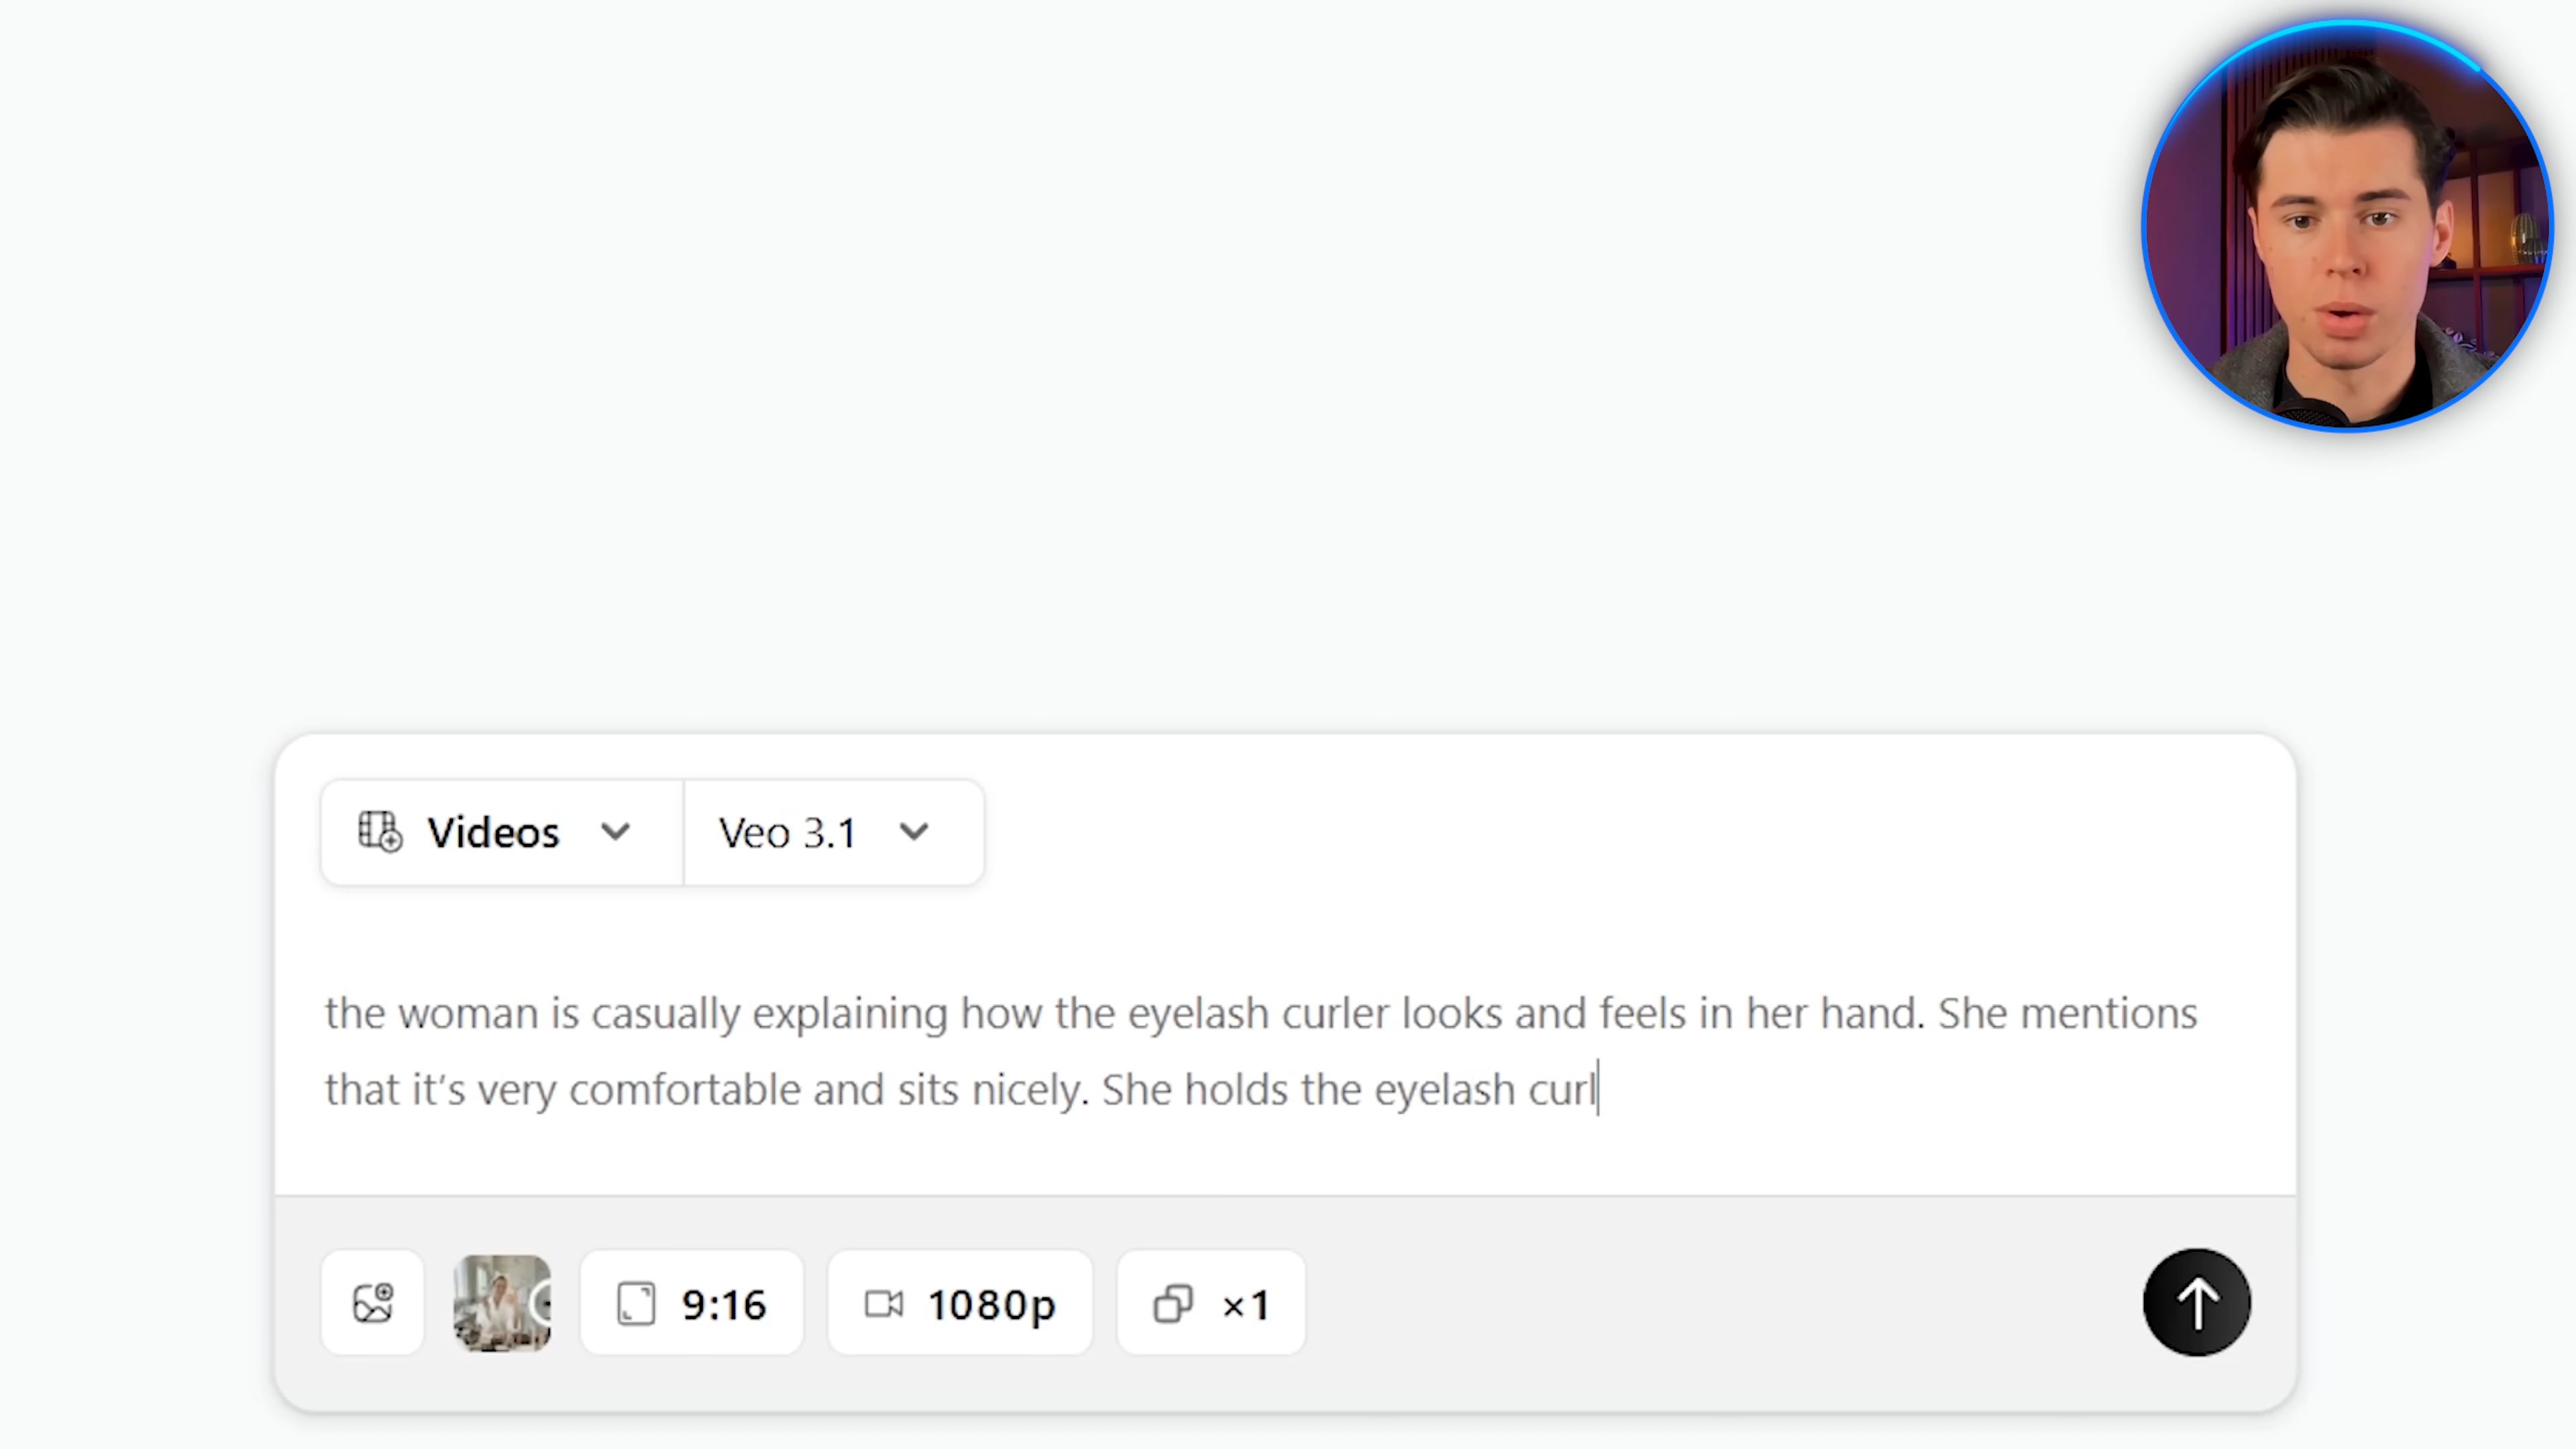 Videos
Veo 3.1
the woman is casually explaining how the eyelash curler looks and feels in her hand. She mentions
that it's very comfortable and sits nicely. She holds the eyelash curl
9:16
1080p
×1